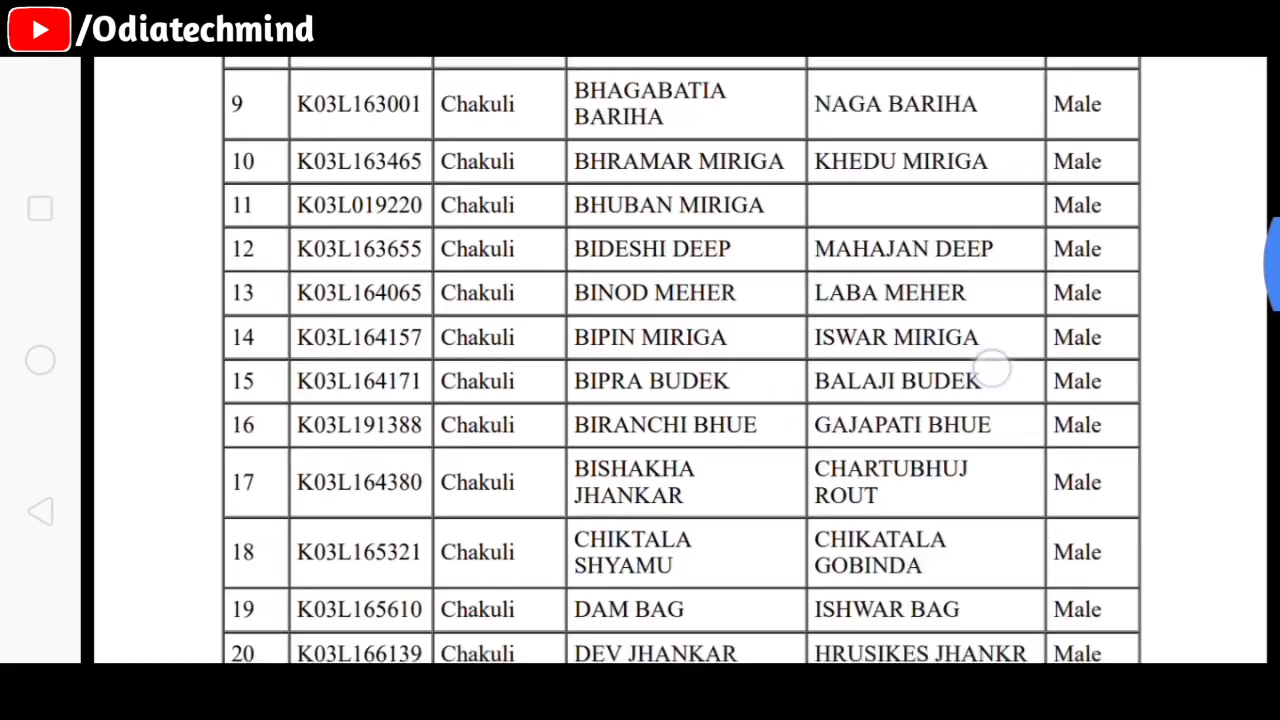 /Odiatechmind
9 K03L163001 Chakuli BHAGABATIA BARIHA NAGA BARIHA Male
10 K03L163465 Chakuli BHRAMAR MIRIGA KHEDU MIRIGA Male
11 K03L019220 Chakuli BHUBAN MIRIGA Male
12 K03L163655 Chakuli BIDESHI DEEP MAHAJAN DEEP Male
13 K03L164065 Chakuli BINOD MEHER LABA MEHER Male
14 K03L164157 Chakuli BIPIN MIRIGA ISWAR MIRIGA Male
15 K03L164171 Chakuli BIPRA BUDEK BALAJI BUDEK Male
16 K03L191388 Chakuli BIRANCHI BHUE GAJAPATI BHUE Male
17 K03L164380 Chakuli BISHAKHA JHANKAR CHARTUBHUJ ROUT Male
18 K03L165321 Chakuli CHIKTALA SHYAMU CHIKATALA GOBINDA Male
19 K03L165610 Chakuli DAM BAG ISHWAR BAG Male
20 K03L166139 Chakuli DEV JHANKAR HRUSIKES JHANKR Male